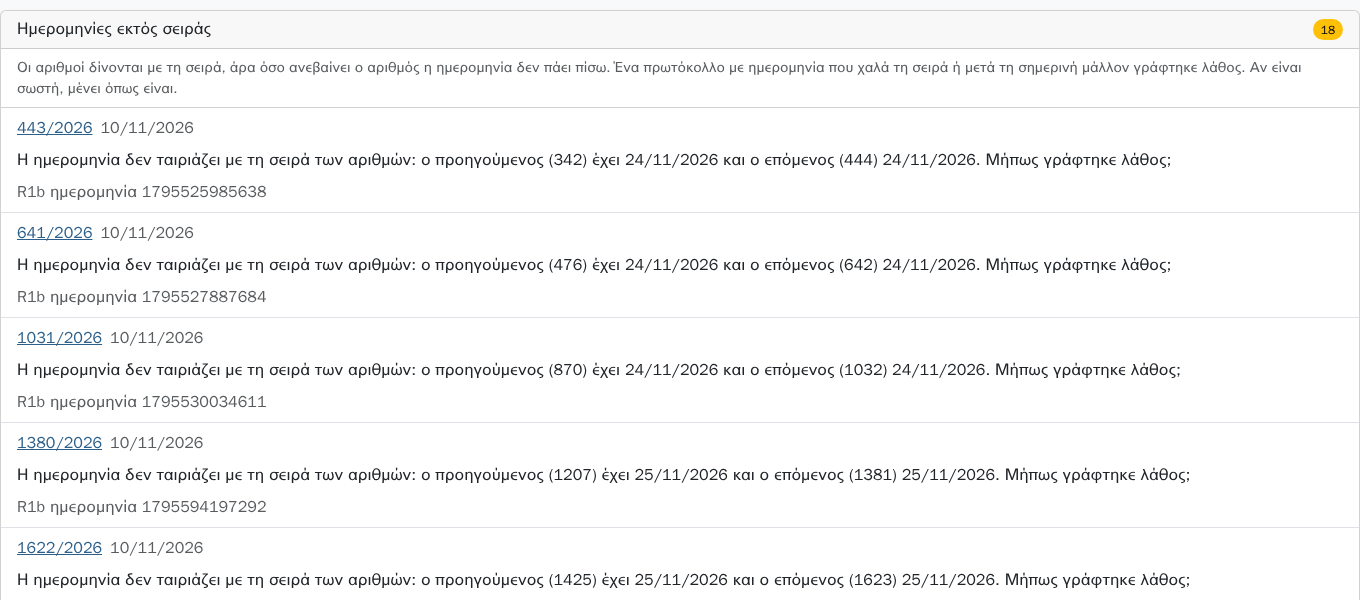 Ημερομηνίες εκτός σειράς
18
Οι αριθμοί δίνονται με τη σειρά, άρα όσο ανεβαίνει ο αριθμός η ημερομηνία δεν πάει πίσω. Ένα πρωτόκολλο με ημερομηνία που χαλά τη σειρά ή μετά τη σημερινή μάλλον γράφτηκε λάθος. Αν είναι
σωστή, μένει όπως είναι.
443/2026 10/11/2026
Η ημερομηνία δεν ταιριάζει με τη σειρά των αριθμών: ο προηγούμενος (342) έχει 24/11/2026 και ο επόμενος (444) 24/11/2026. Μήπως γράφτηκε λάθος;
R1b ημερομηνία 1795525985638
641/2026 10/11/2026
Η ημερομηνία δεν ταιριάζει με τη σειρά των αριθμών: ο προηγούμενος (476) έχει 24/11/2026 και ο επόμενος (642) 24/11/2026. Μήπως γράφτηκε λάθος;
R1b ημερομηνία 1795527887684
1031/2026 10/11/2026
Η ημερομηνία δεν ταιριάζει με τη σειρά των αριθμών: ο προηγούμενος (870) έχει 24/11/2026 και ο επόμενος (1032) 24/11/2026. Μήπως γράφτηκε λάθος;
R1b ημερομηνία 1795530034611
1380/2026 10/11/2026
Η ημερομηνία δεν ταιριάζει με τη σειρά των αριθμών: ο προηγούμενος (1207) έχει 25/11/2026 και ο επόμενος (1381) 25/11/2026. Μήπως γράφτηκε λάθος;
R1b ημερομηνία 1795594197292
1622/2026 10/11/2026
Η ημερομηνία δεν ταιριάζει με τη σειρά των αριθμών: ο προηγούμενος (1425) έχει 25/11/2026 και ο επόμενος (1623) 25/11/2026. Μήπως γράφτηκε λάθος;